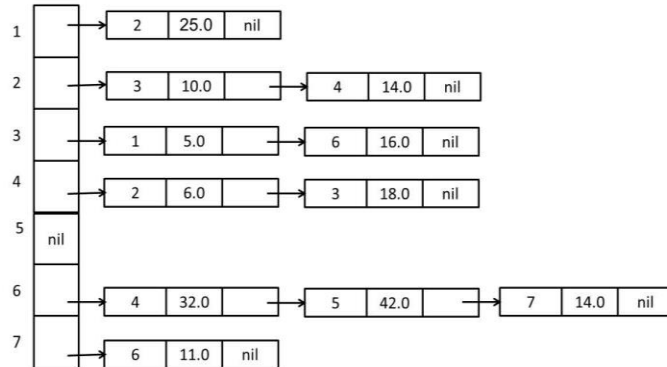 1 2 25.0 nil
2 3 10.0 4 14.0 nil
3 1 5.0 6 16.0 nil
4 2 6.0 3 18.0 nil
5 nil
6 4 32.0 5 42.0 7 14.0 nil
7 6 11.0 nil